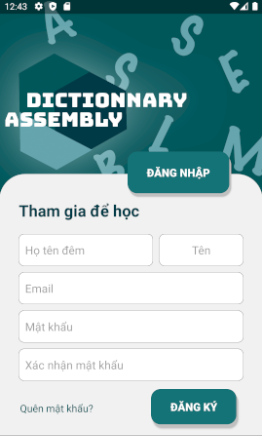 12:43
DICTIONNARY
ASSEMBLY
ĐĂNG NHẬP
Tham gia để học
Họ tên đêm Tên
Email
Mật khẩu
Xác nhận mật khẩu
Quên mật khẩu? ĐĂNG KÝ